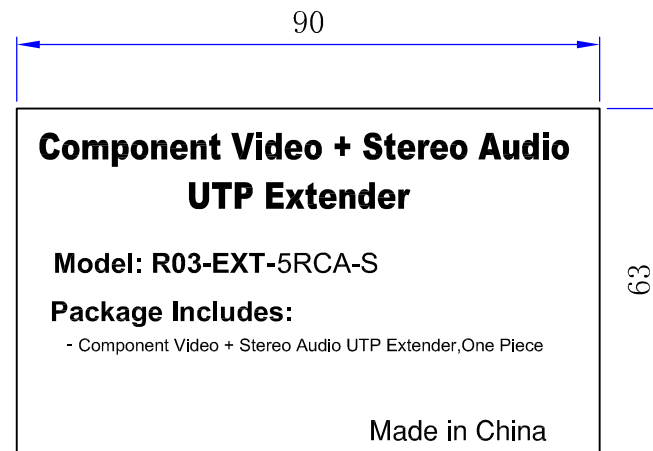 90
Component Video + Stereo Audio
UTP Extender
Model: R03-EXT-5RCA-S
63
Package Includes:
- Component Video + Stereo Audio UTP Extender,One Piece
Made in China